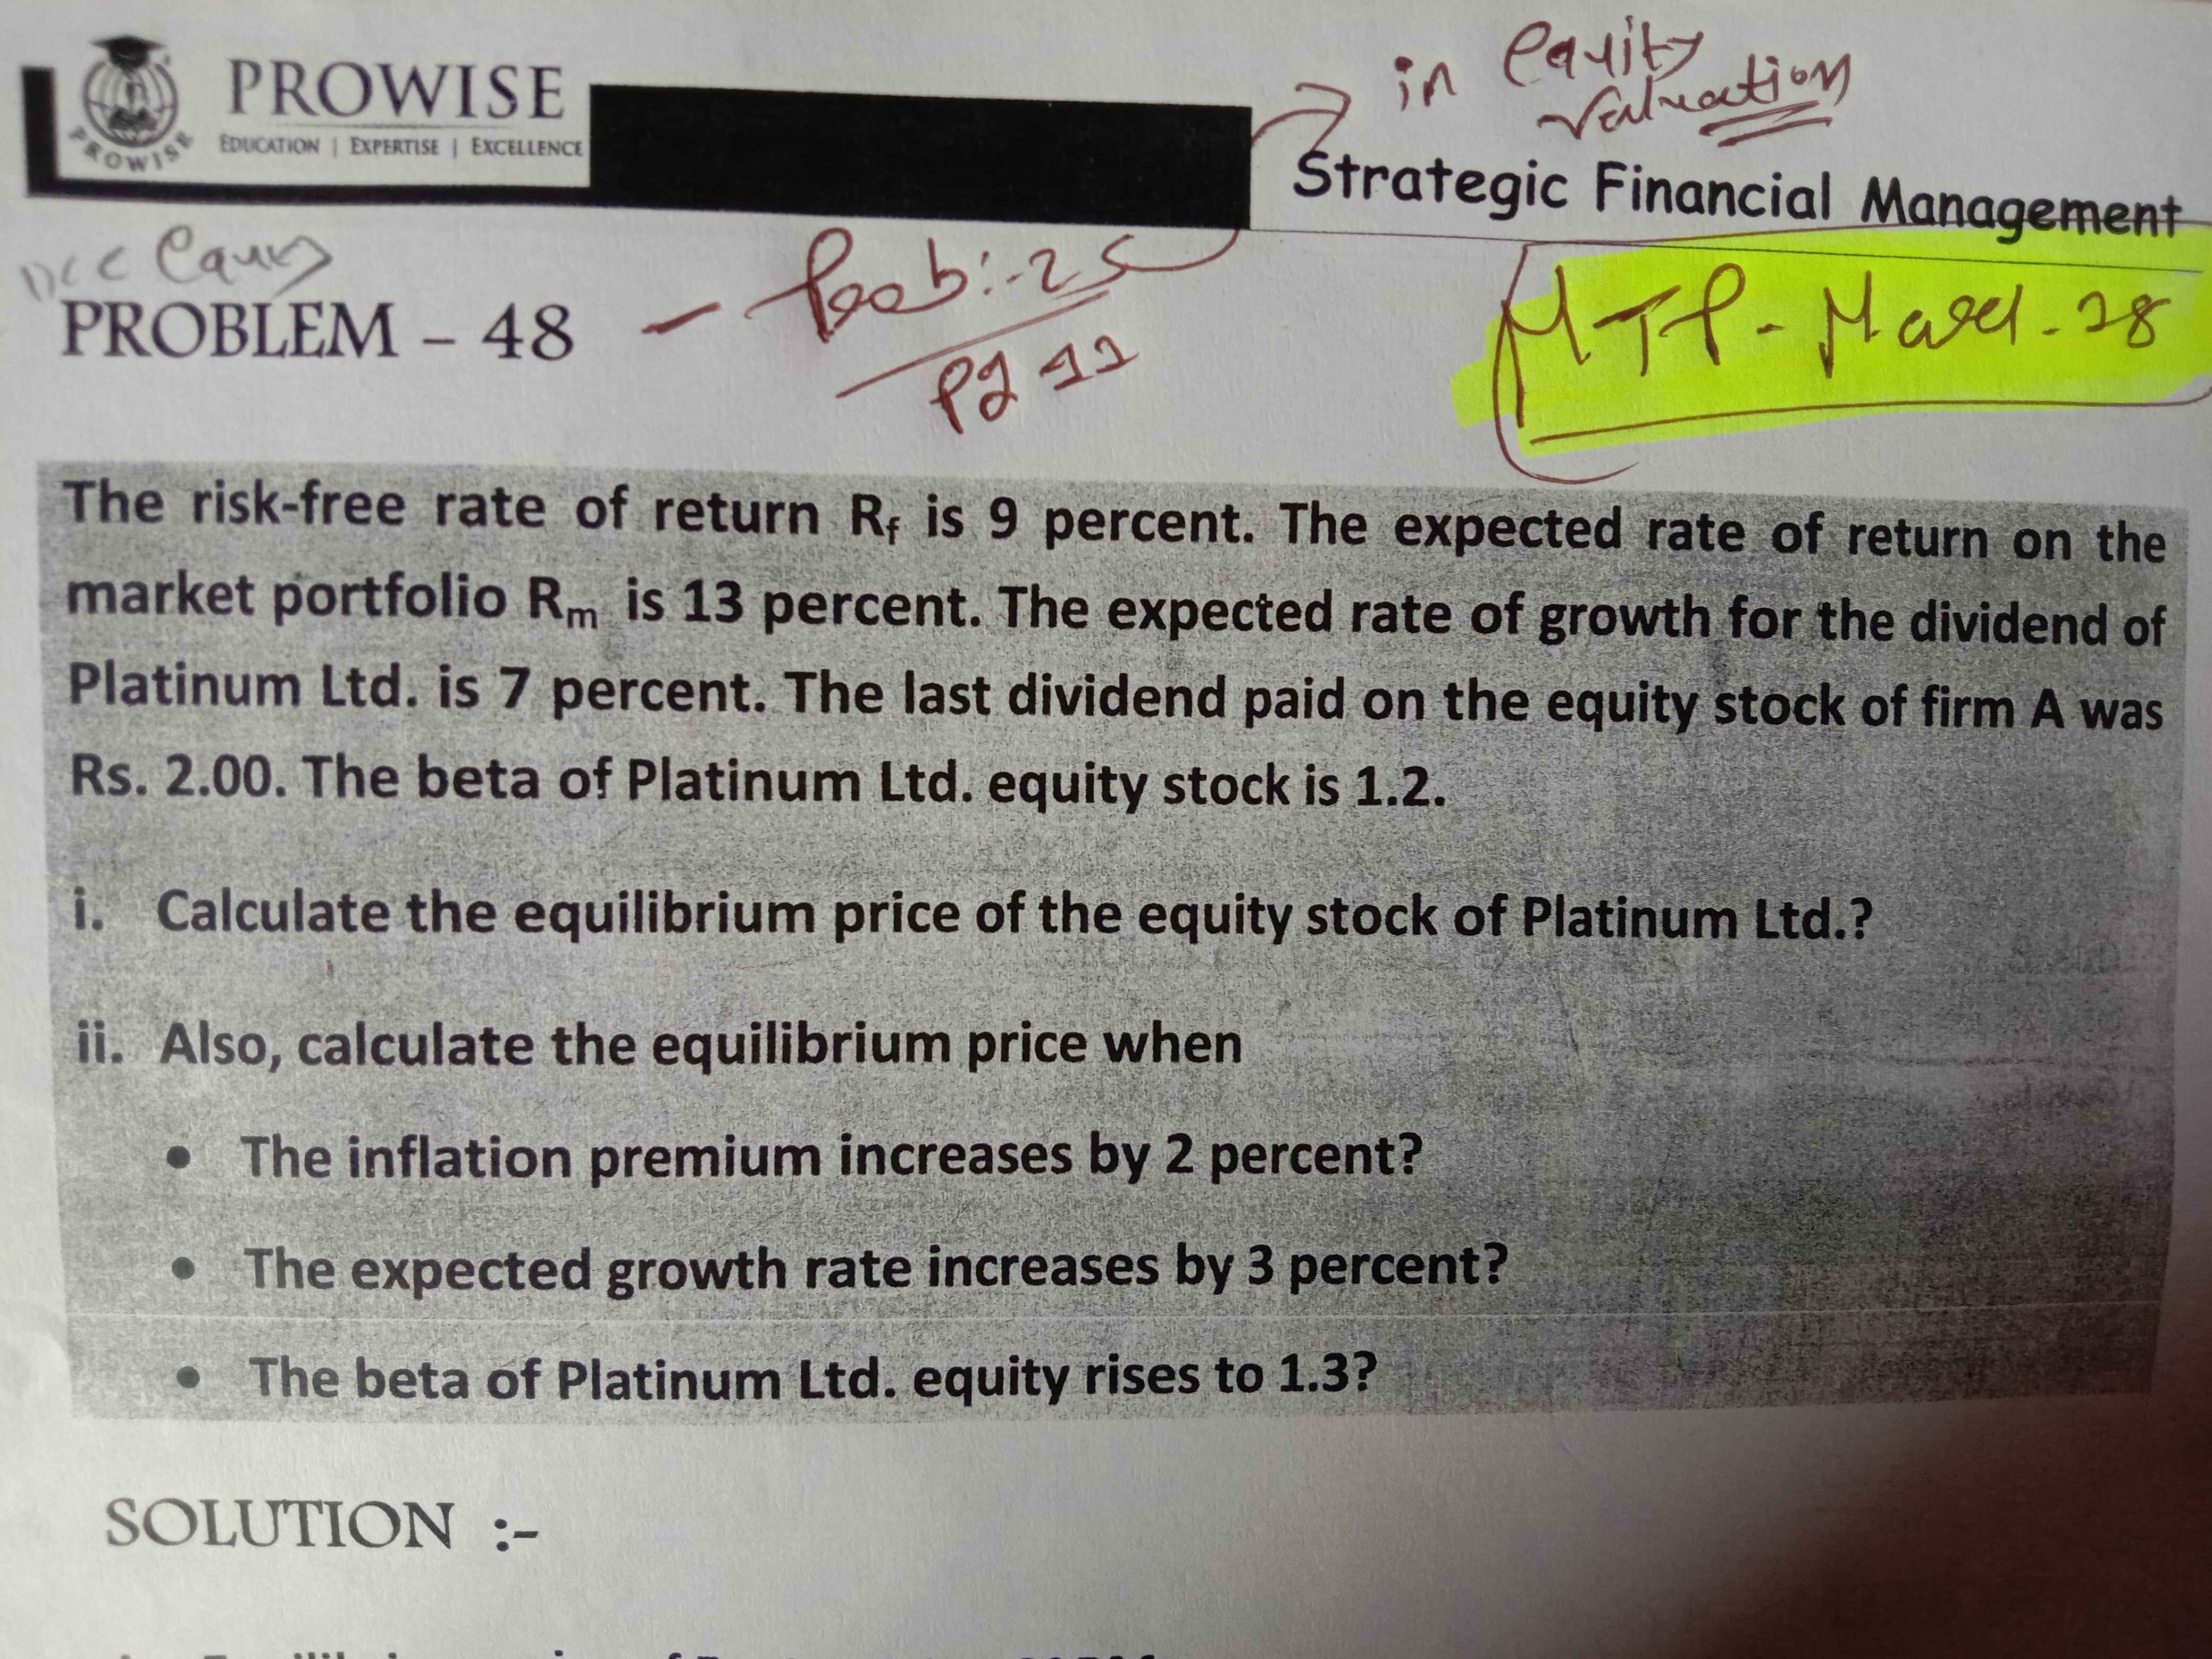 in equity
valuation
PROWISE
EDUCATION | EXPERTISE | EXCELLENCE
PROWISE
Strategic Financial Management
PROBLEM – 48
MTP-
The risk-free rate of return Rf is 9 percent. The expected rate of return on the
market portfolio Rm is 13 percent. The expected rate of growth for the dividend of
Platinum Ltd. is 7 percent. The last dividend paid on the equity stock of firm A was
Rs. 2.00. The beta of Platinum Ltd. equity stock is 1.2.
i. Calculate the equilibrium price of the equity stock of Platinum Ltd.?
ii. Also, calculate the equilibrium price when
• The inflation premium increases by 2 percent?
• The expected growth rate increases by 3 percent?
• The beta of Platinum Ltd. equity rises to 1.3?
SOLUTION :-